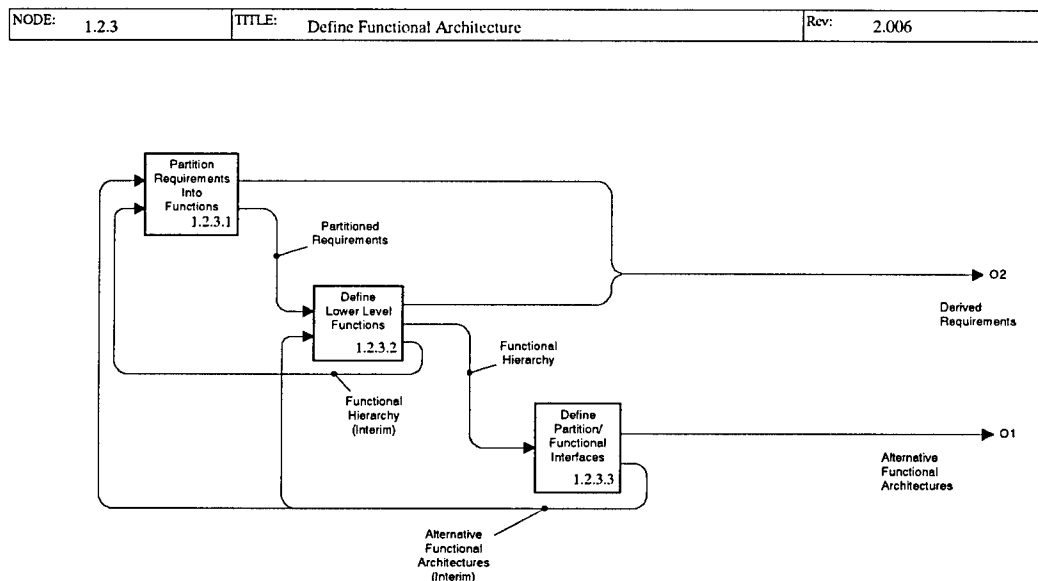 NODE: 1.2.3 TITLE: Define Functional Architecture Rev: 2.006
Partition
Requirements
Into
Functions
1.2.3.1
Partitioned
Requirements
Define
Lower Level
Functions
1.2.3.2
O2
Derived
Requirements
Functional
Hierarchy
Functional
Hierarchy
(Interim)
Define
Partition/
Functional
Interfaces
1.2.3.3
O1
Alternative
Functional
Architectures
Alternative
Functional
Architectures
(Interim)